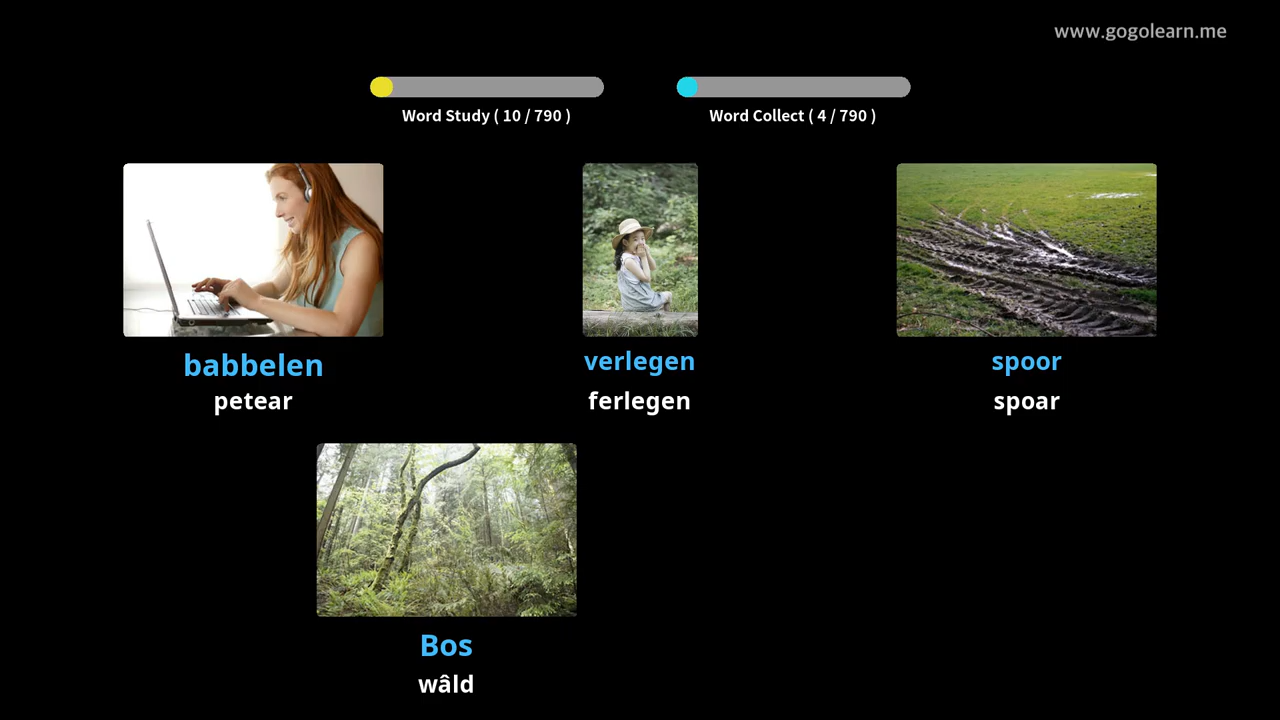 www.gogolearn.me
Word Study ( 10 / 790 )
Word Collect ( 4 / 790 )
babbelen
petear
verlegen
ferlegen
spoor
spoar
Bos
wâld